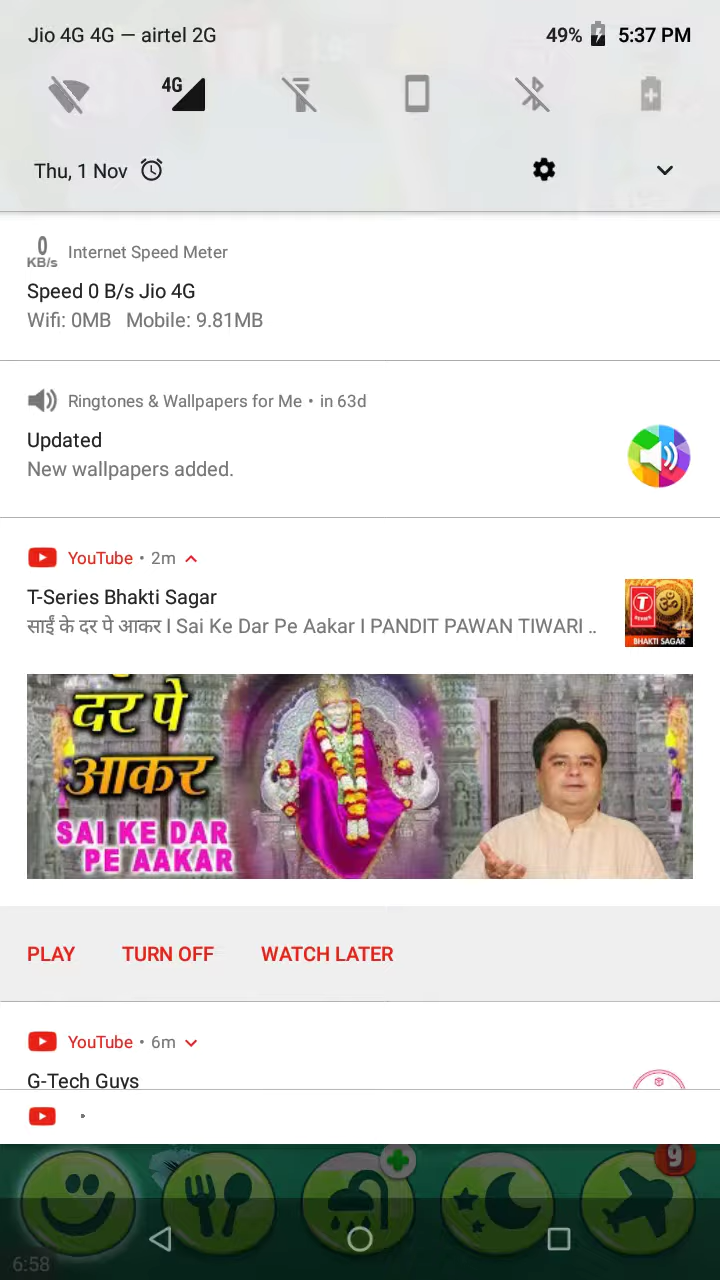 Jio 4G 4G — airtel 2G
49%
5:37 PM
4G
Thu, 1 Nov
0
KB/s
Internet Speed Meter
Speed 0 B/s Jio 4G
Wifi: 0MB Mobile: 9.81MB
Ringtones & Wallpapers for Me • in 63d
Updated
New wallpapers added.
YouTube • 2m
T-Series Bhakti Sagar
साईं के दर पे आकर I Sai Ke Dar Pe Aakar I PANDIT PAWAN TIWARI ..
T
SERIES
ॐ
BHAKTI SAGAR
दर पे
आकर
SAI KE DAR
PE AAKAR
PLAY
TURN OFF
WATCH LATER
YouTube • 6m
G-Tech Guys
9
6:58